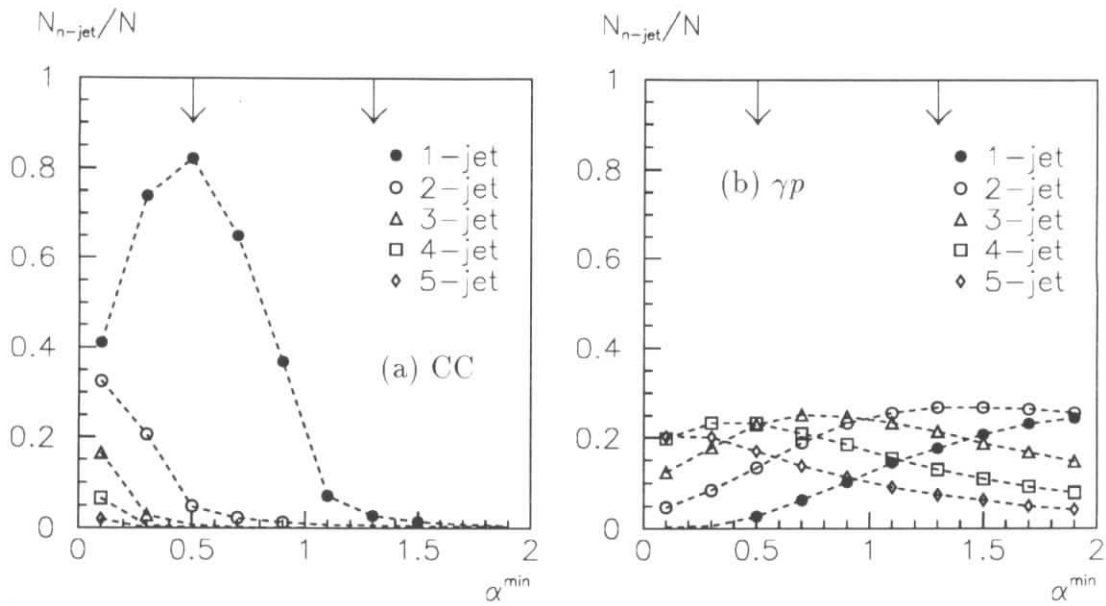 N_{n-jet}/N
1
0.8
0.6
0.4
0.2
0
0
0.5
1
1.5
2
α^{min}
1-jet
2-jet
3-jet
4-jet
5-jet
(a) CC
N_{n-jet}/N
1
0.8
0.6
0.4
0.2
0
0
0.5
1
1.5
2
α^{min}
1-jet
2-jet
3-jet
4-jet
5-jet
(b) γp